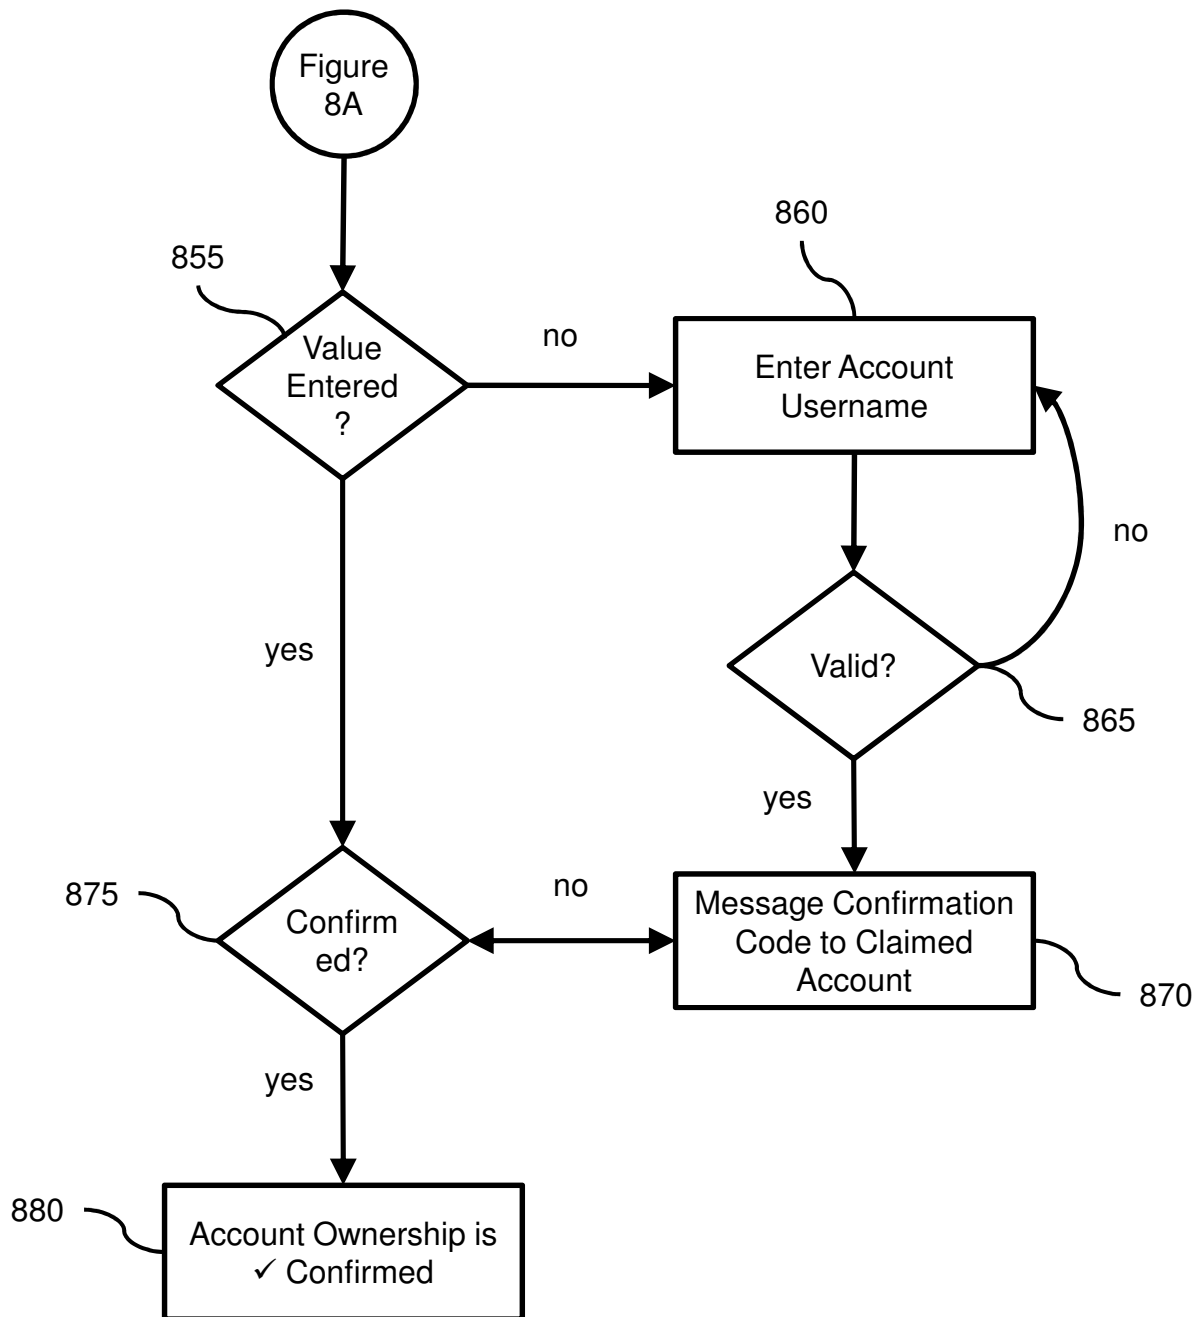 Figure
8A
860
855
no
Value
Entered
?
Enter Account
Username
no
yes
Valid?
865
yes
875
no
Confirm
ed?
Message Confirmation
Code to Claimed
Account
870
yes
880
Account Ownership is
✓ Confirmed